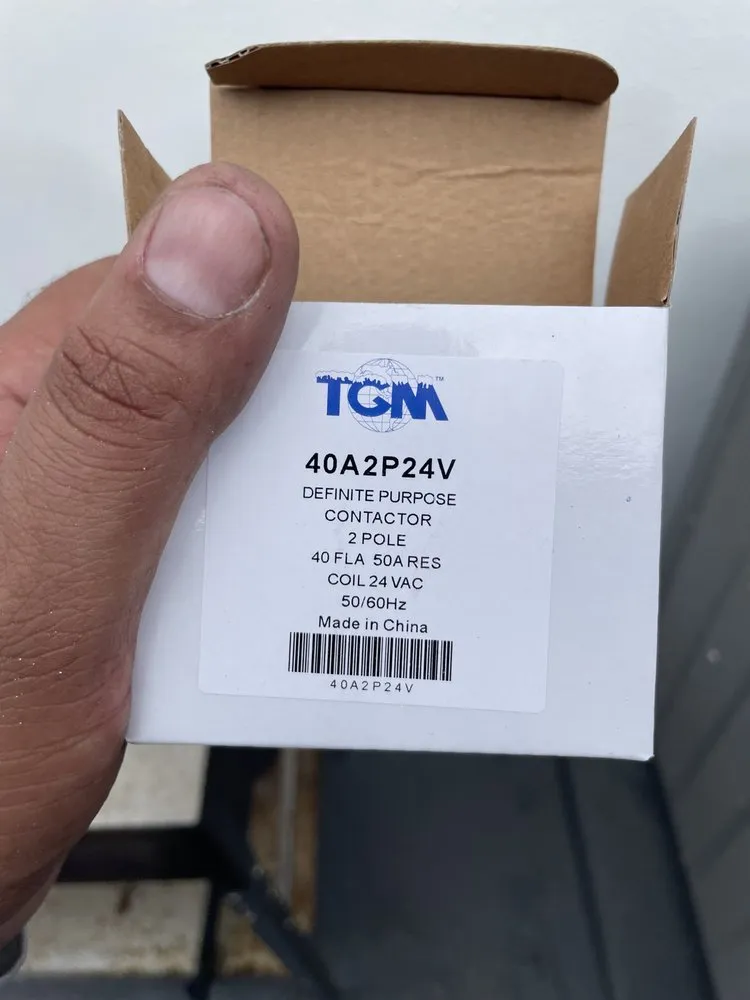 TGM™
40A2P24V
DEFINITE PURPOSE
CONTACTOR
2 POLE
40 FLA 50A RES
COIL 24 VAC
50/60Hz
Made in China
40A2P24V